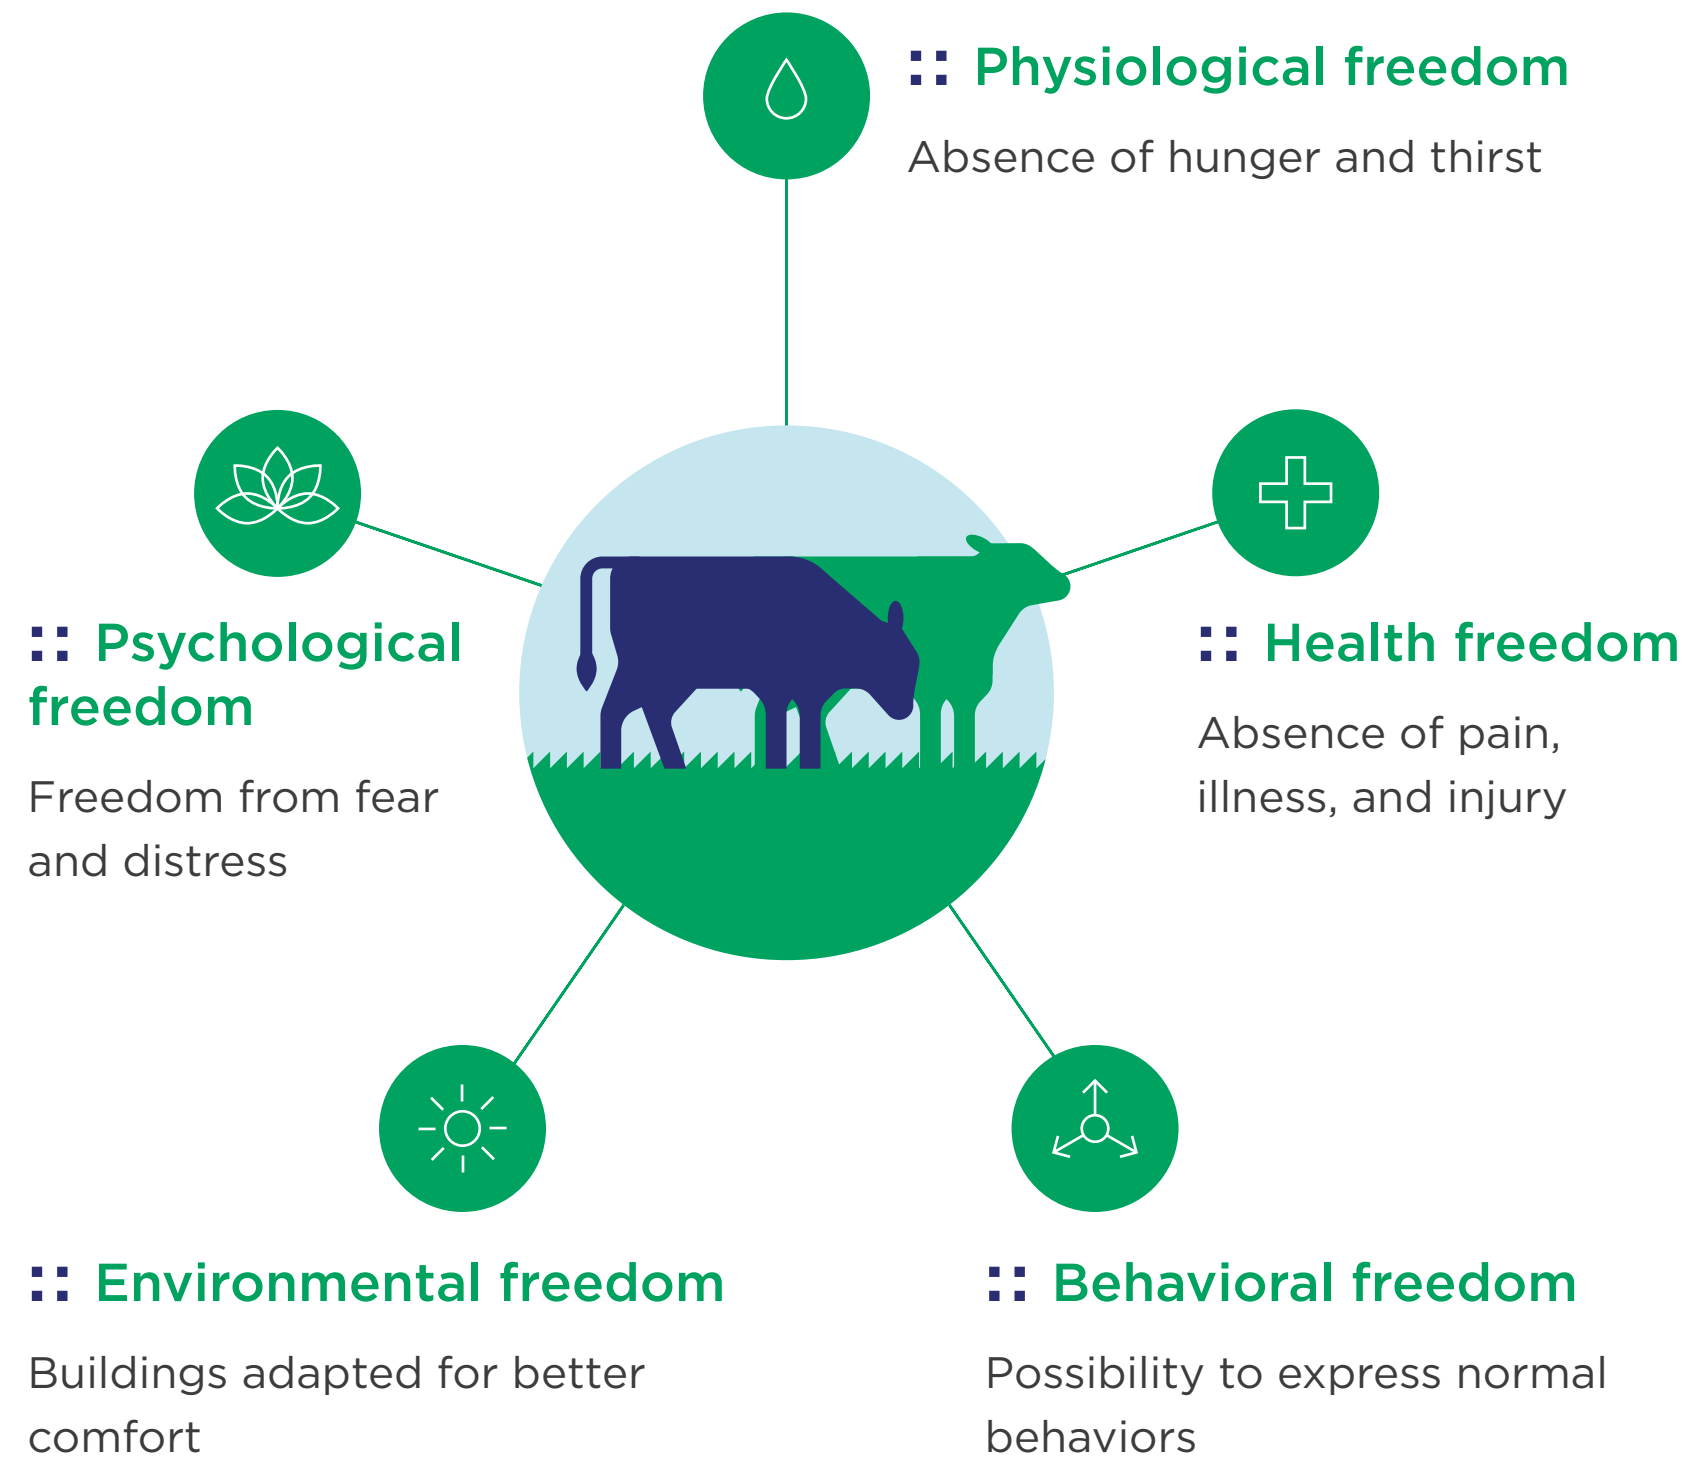 :: Physiological freedom
Absence of hunger and thirst
:: Psychological
freedom
Freedom from fear
and distress
:: Health freedom
Absence of pain,
illness, and injury
:: Environmental freedom
Buildings adapted for better
comfort
:: Behavioral freedom
Possibility to express normal
behaviors